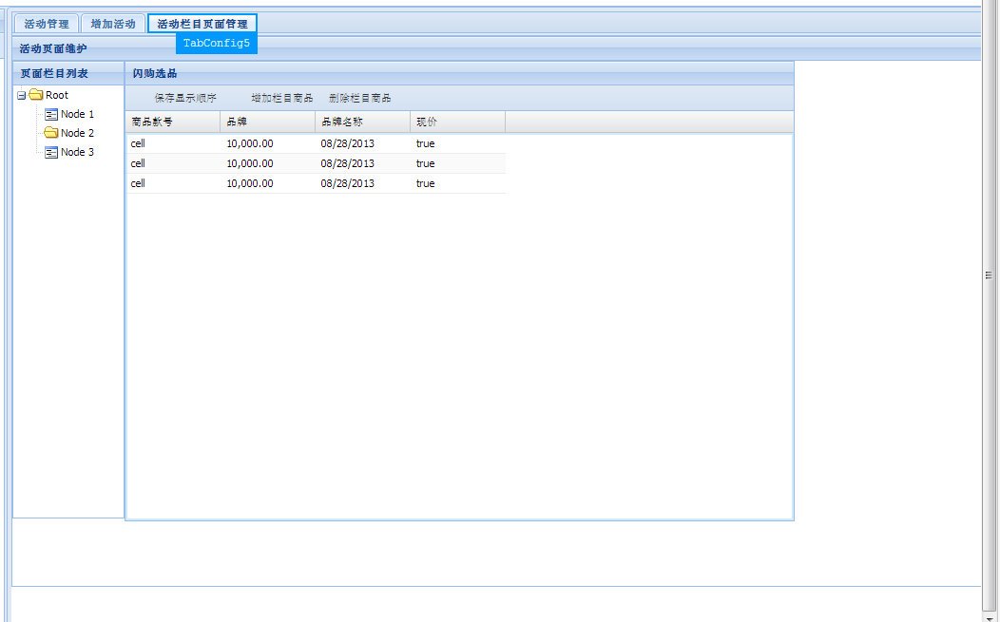 活动管理 增加活动 活动栏目页面管理
TabConfig5
活动页面维护
页面栏目列表 闪购选品
Root
Node 1
Node 2
Node 3
保存显示顺序 增加栏目商品 删除栏目商品
商品款号 品牌 品牌名称 现价
cell 10,000.00 08/28/2013 true
cell 10,000.00 08/28/2013 true
cell 10,000.00 08/28/2013 true